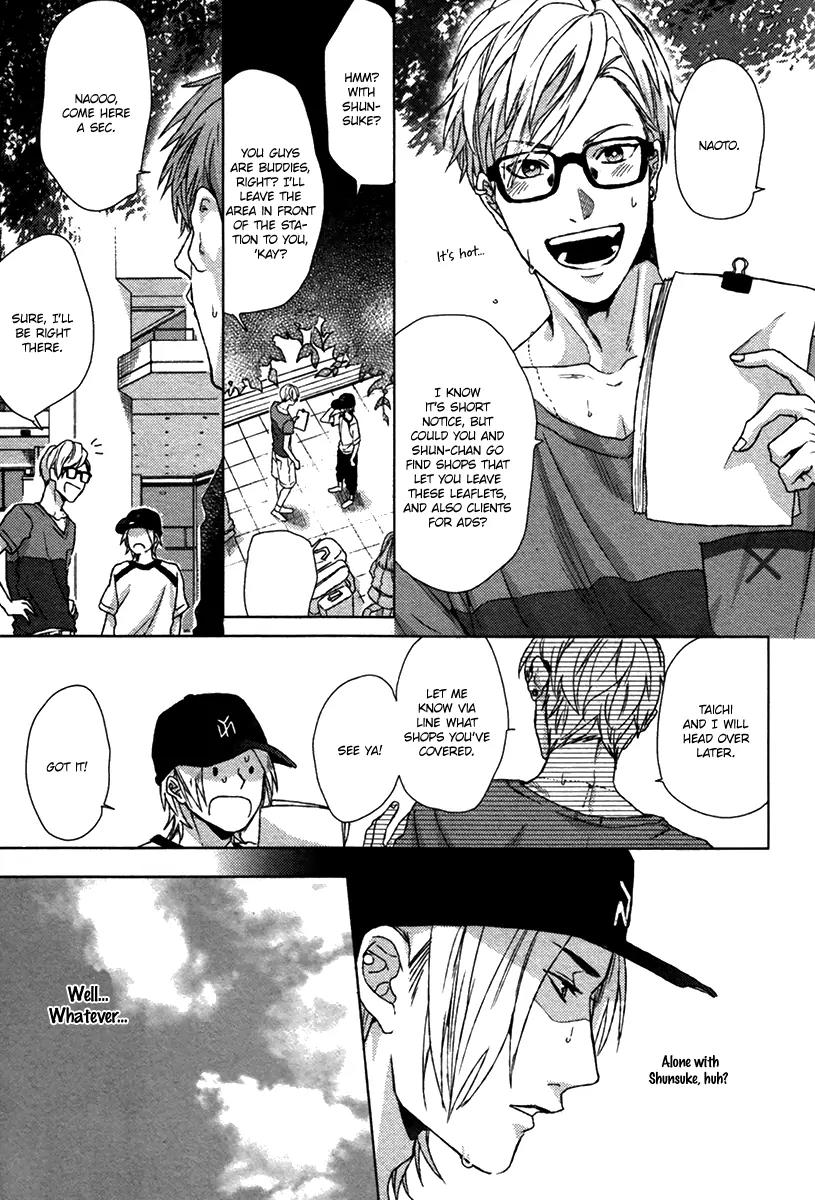 NAOTO.
It's hot...
I KNOW
IT'S SHORT
NOTICE, BUT
COULD YOU AND
SHUN-CHAN GO
FIND SHOPS THAT
LET YOU LEAVE
THESE LEAFLETS,
AND ALSO CLIENTS
FOR ADS?
HMM?
WITH
SHUN-
SUKE?
YOU GUYS
ARE BUDDIES,
RIGHT? I'LL
LEAVE THE
AREA IN FRONT
OF THE STA-
TION TO YOU,
'KAY?
NAOOO,
COME HERE
A SEC.
SURE, I'LL
BE RIGHT
THERE.
TAICHI
AND I WILL
HEAD OVER
LATER.
LET ME
KNOW VIA
LINE WHAT
SHOPS YOU'VE
COVERED.
SEE YA!
GOT IT!
Alone with
Shunsuke, huh?
Well...
Whatever...